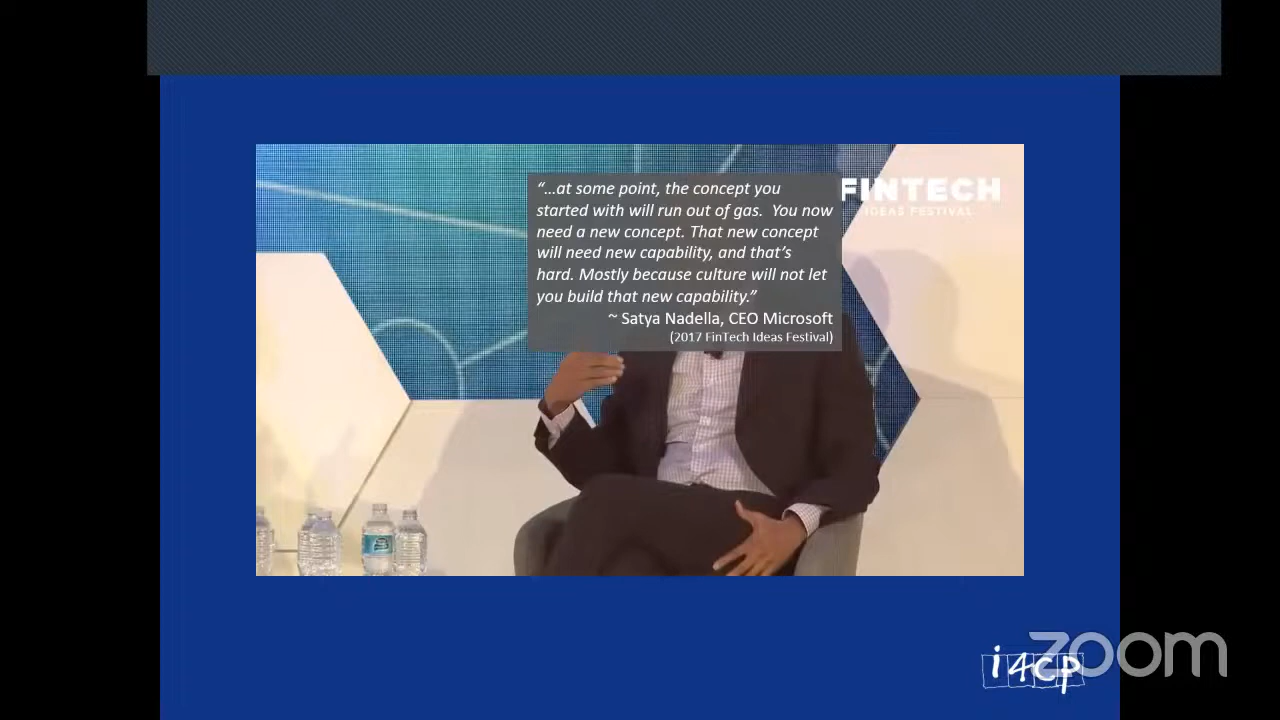 “...at some point, the concept you
started with will run out of gas.  You now
need a new concept. That new concept
will need new capability, and that’s
hard. Mostly because culture will not let
you build that new capability.”
~ Satya Nadella, CEO Microsoft
(2017 FinTech Ideas Festival)
FINTECH
IDEAS FESTIVAL
i4cp
zoom